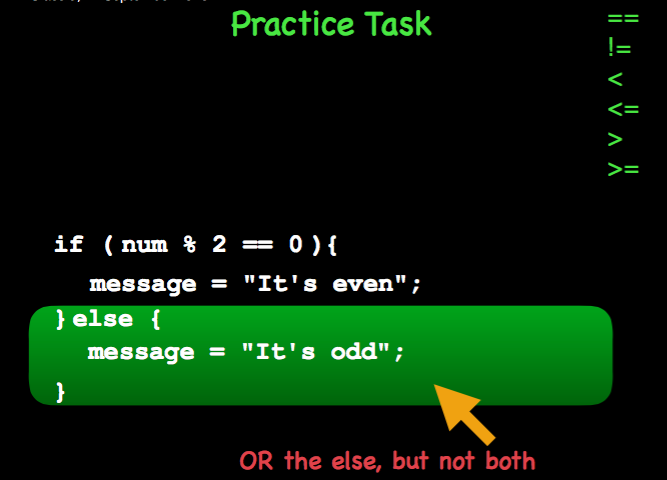 Practice Task
==
!=
<
<=
>
>=
if (num % 2 == 0){
message = "It's even";
}else {
message = "It's odd";
}
OR the else, but not both